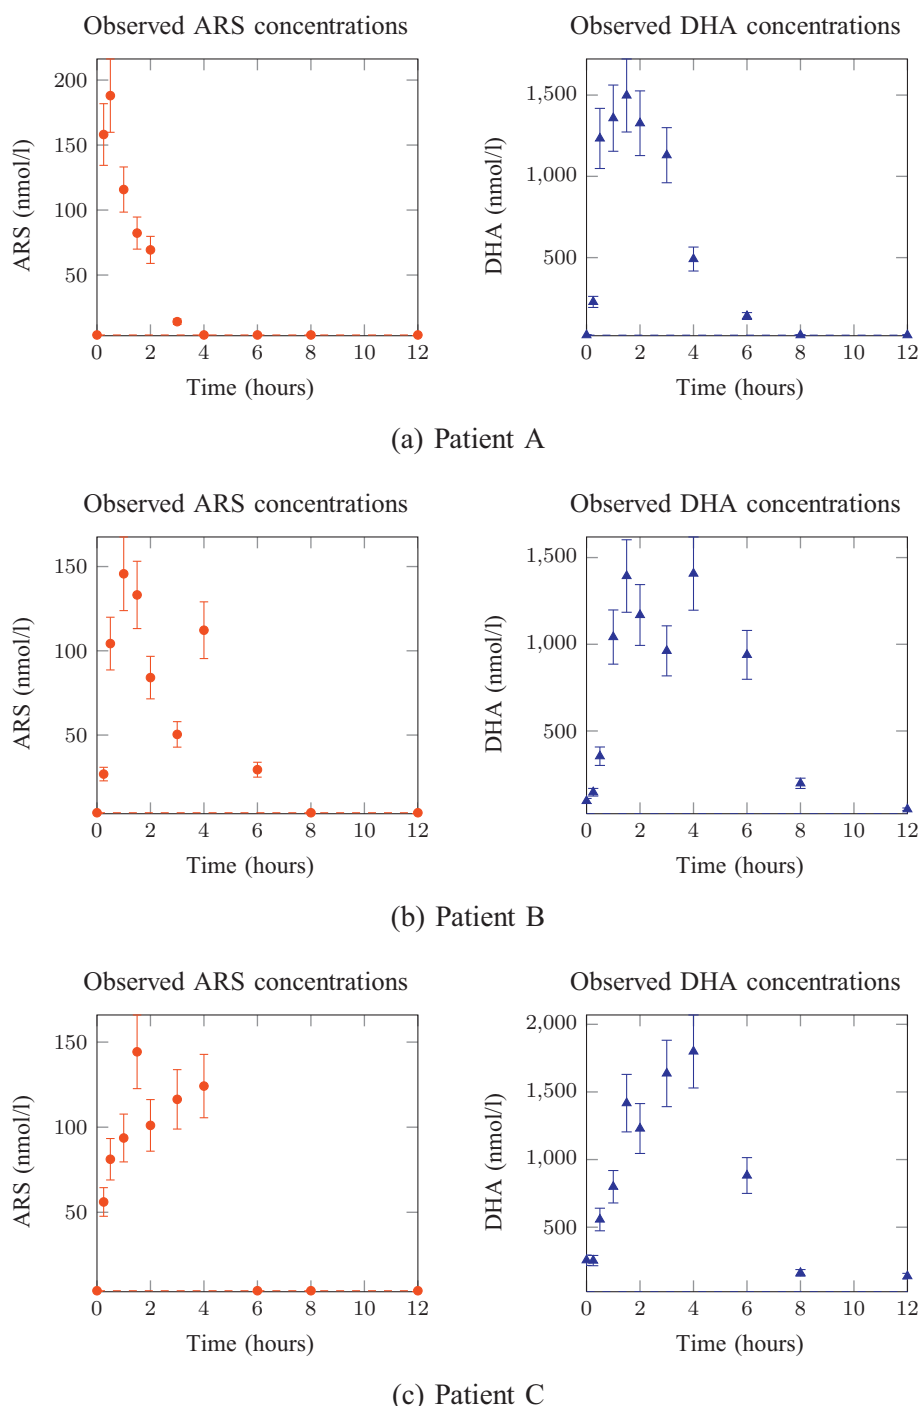 Observed ARS concentrations
Observed DHA concentrations
200
150
100
50
ARS (nmol/l)
0 2 4 6 8 10 12
Time (hours)
1,500
1,000
500
DHA (nmol/l)
0 2 4 6 8 10 12
Time (hours)
(a) Patient A
Observed ARS concentrations
Observed DHA concentrations
150
100
50
ARS (nmol/l)
0 2 4 6 8 10 12
Time (hours)
1,500
1,000
500
DHA (nmol/l)
0 2 4 6 8 10 12
Time (hours)
(b) Patient B
Observed ARS concentrations
Observed DHA concentrations
150
100
50
ARS (nmol/l)
0 2 4 6 8 10 12
Time (hours)
2,000
1,500
1,000
500
DHA (nmol/l)
0 2 4 6 8 10 12
Time (hours)
(c) Patient C